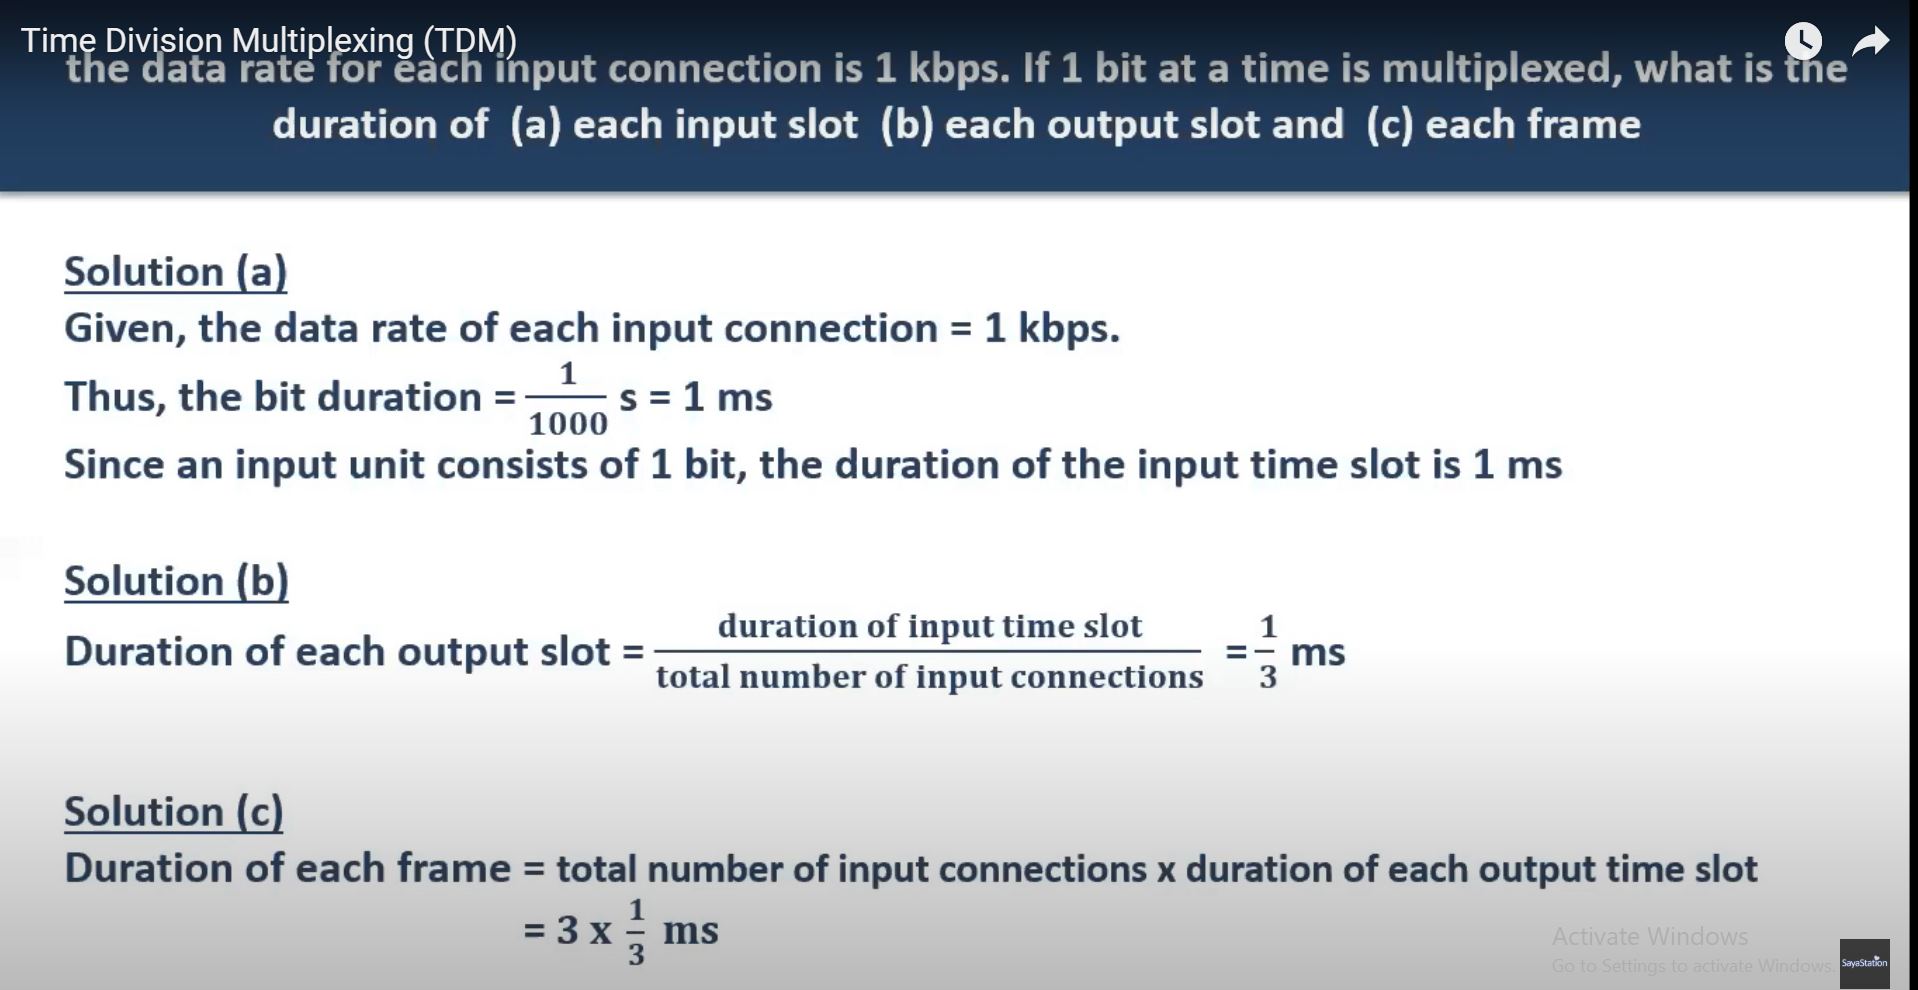 Time Division Multiplexing (TDM)
the data rate for each input connection is 1 kbps. If 1 bit at a time is multiplexed, what is the
duration of (a) each input slot (b) each output slot and (c) each frame
Solution (a)
Given, the data rate of each input connection = 1 kbps.
Thus, the bit duration = 1/1000 s = 1 ms
Since an input unit consists of 1 bit, the duration of the input time slot is 1 ms
Solution (b)
Duration of each output slot = duration of input time slot / total number of input connections = 1/3 ms
Solution (c)
Duration of each frame = total number of input connections x duration of each output time slot
= 3 x 1/3 ms
Activate Windows
Go to Settings to activate Windows.
SayaStation